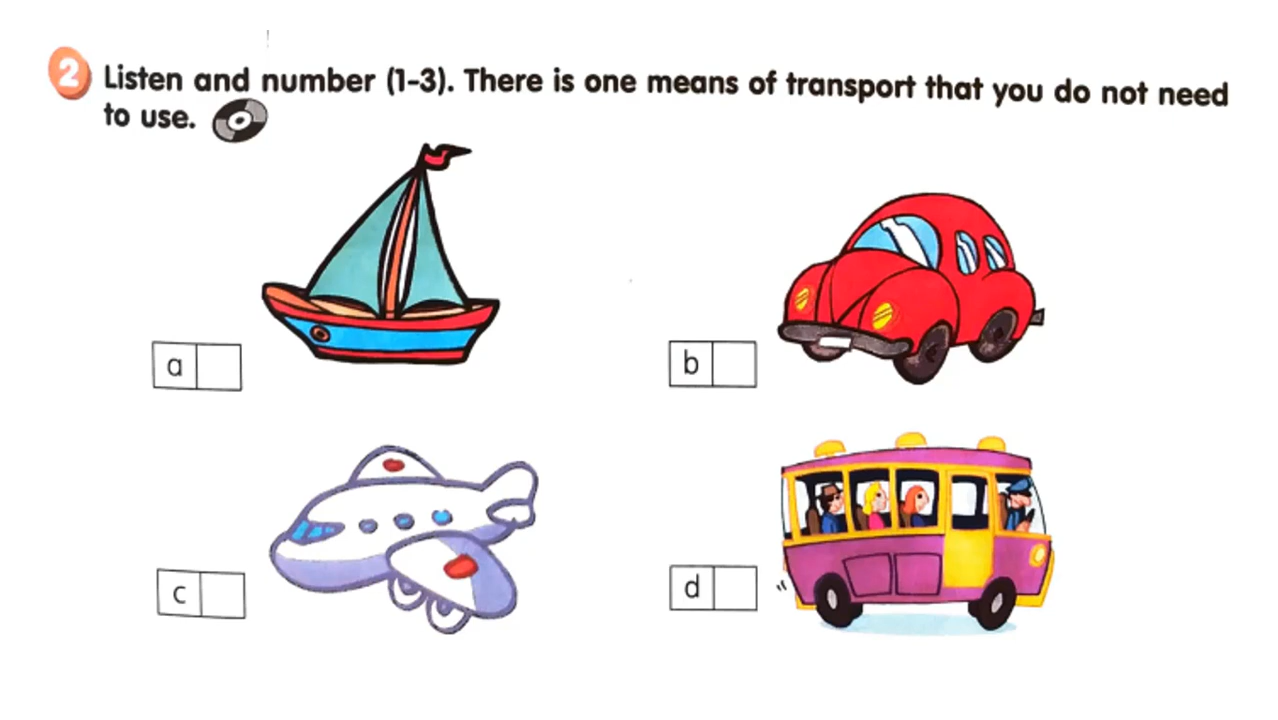 2 Listen and number (1-3). There is one means of transport that you do not need
to use.
a
b
c
d